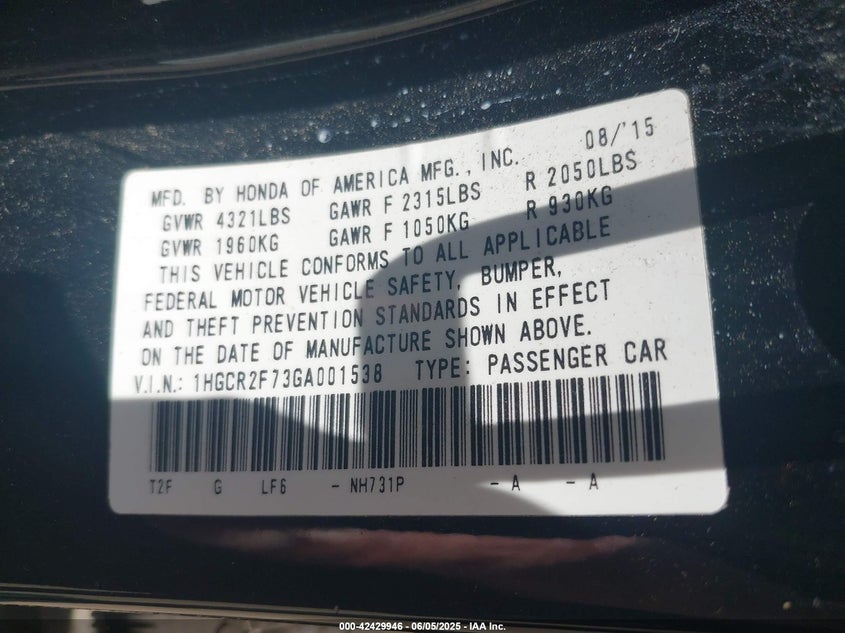 08/'15
MFD. BY HONDA OF AMERICA MFG., INC.
GVWR 4321LBS GAWR F 2315LBS R 2050LBS
GVWR 1960KG GAWR F 1050KG R 930KG
THIS VEHICLE CONFORMS TO ALL APPLICABLE
FEDERAL MOTOR VEHICLE SAFETY, BUMPER,
AND THEFT PREVENTION STANDARDS IN EFFECT
ON THE DATE OF MANUFACTURE SHOWN ABOVE.
V.I.N.: 1HGCR2F73GA001538 TYPE: PASSENGER CAR
T2F G LF6 - NH731P - A - A
000-42429946 - 06/05/2025 - IAA Inc.